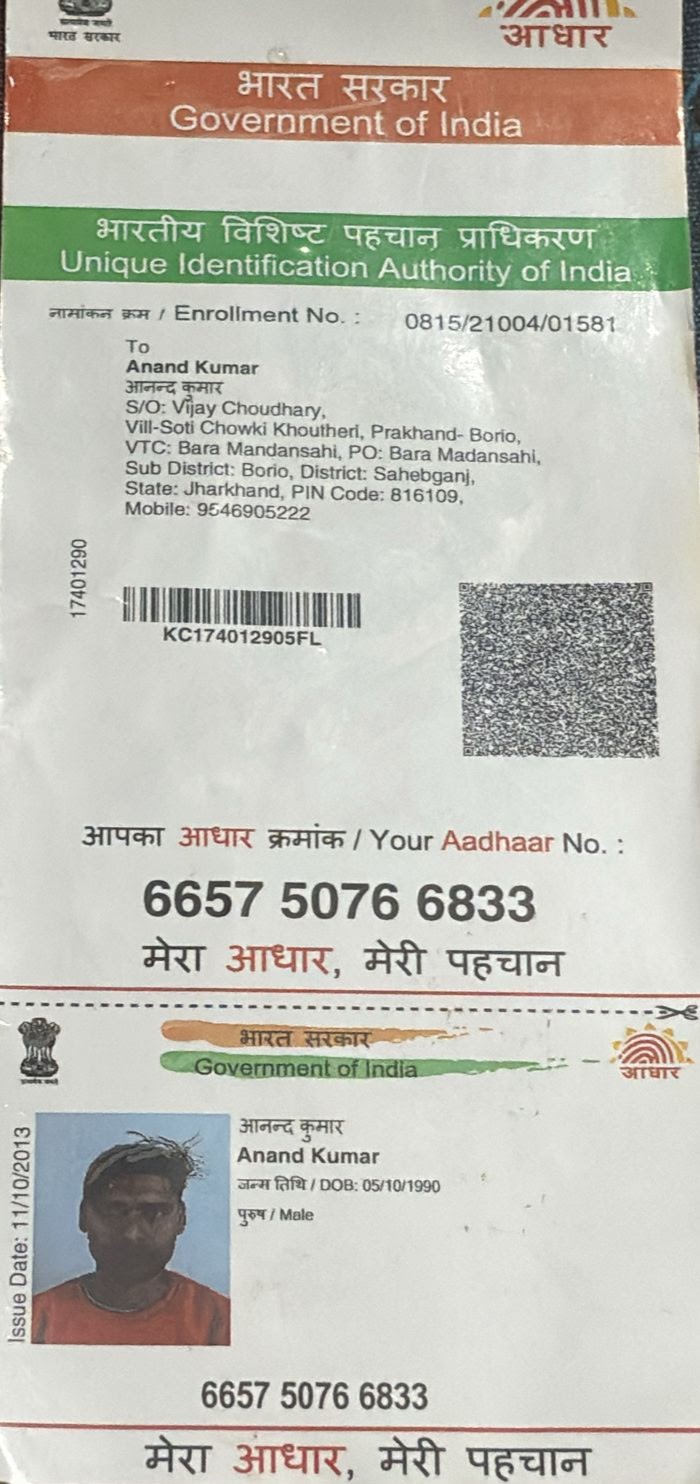 भारत सरकार
आधार
भारत सरकार
Government of India
भारतीय विशिष्ट पहचान प्राधिकरण
Unique Identification Authority of India
नामांकन क्रम / Enrollment No. : 0815/21004/01581
To
Anand Kumar
आनन्द कुमार
S/O: Vijay Choudhary,
Vill-Soti Chowki Khoutheri, Prakhand- Borio,
VTC: Bara Mandansahi, PO: Bara Madansahi,
Sub District: Borio, District: Sahebganj,
State: Jharkhand, PIN Code: 816109,
Mobile: 9546905222
17401290
KC174012905FL
आपका आधार क्रमांक / Your Aadhaar No. :
6657 5076 6833
मेरा आधार, मेरी पहचान
भारत सरकार
Government of India
आधार
Issue Date: 11/10/2013
आनन्द कुमार
Anand Kumar
जन्म तिथि / DOB: 05/10/1990
पुरुष / Male
6657 5076 6833
मेरा आधार, मेरी पहचान